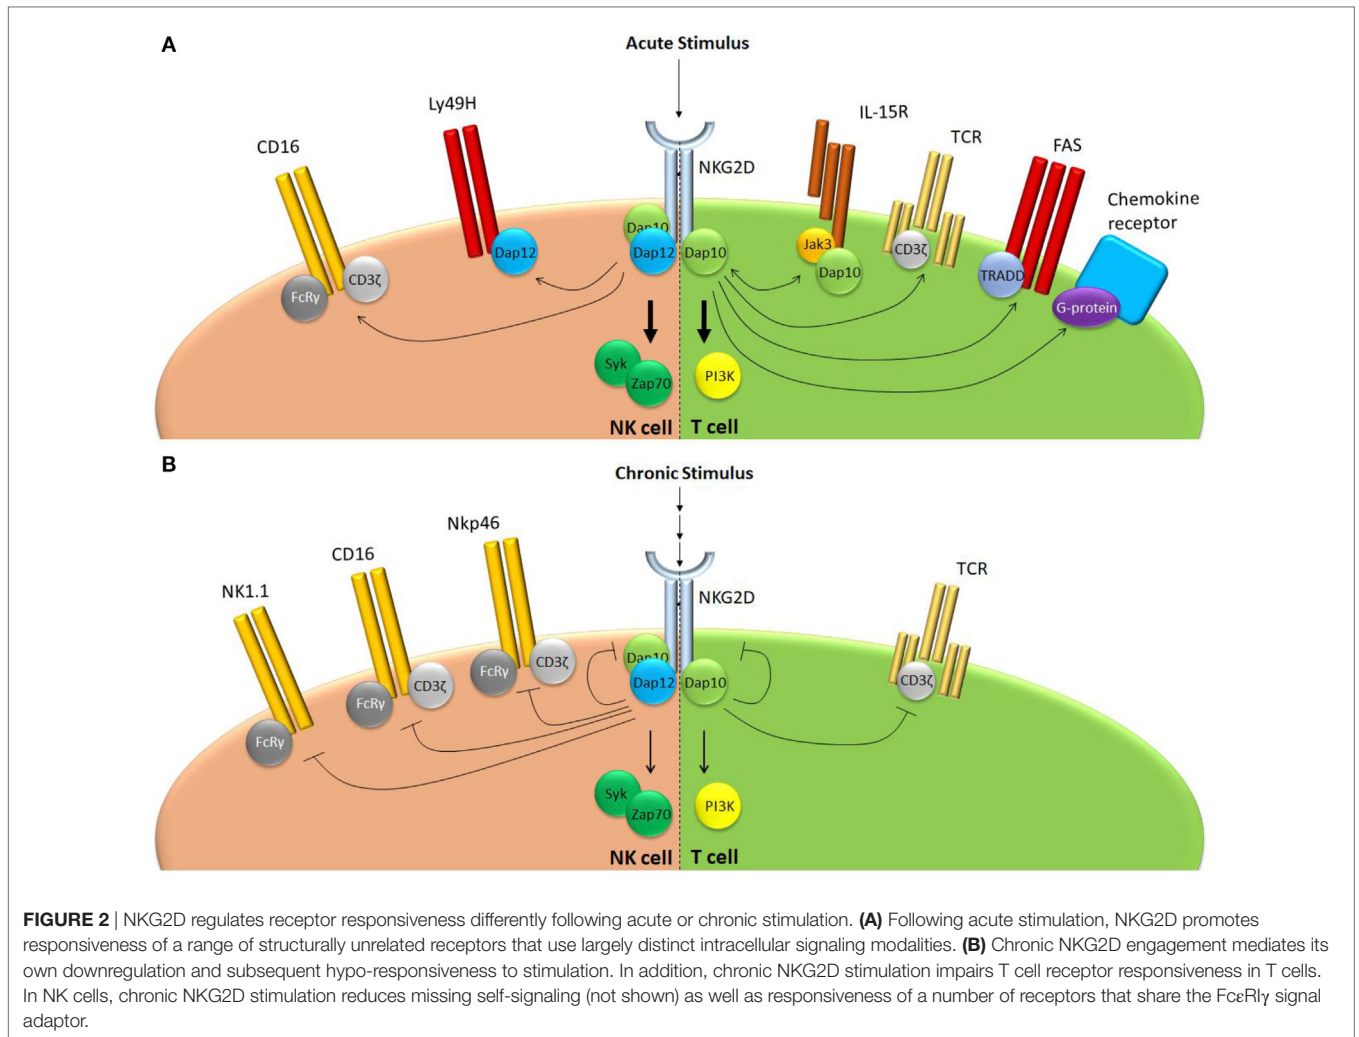 A
Acute Stimulus
Ly49H
IL-15R
CD16
TCR
FAS
NKG2D
Chemokine
receptor
Dap10
Dap12
Dap12
Dap10
Jak3
CD3ζ
Dap10
TRADD
FcRγ
CD3ζ
G-protein
Syk
Zap70
PI3K
NK cell
T cell
B
Chronic Stimulus
Nkp46
CD16
TCR
NK1.1
NKG2D
Dap10
Dap12
Dap10
FcRγ
CD3ζ
CD3ζ
FcRγ
CD3ζ
FcRγ
Syk
Zap70
PI3K
NK cell
T cell
FIGURE 2 | NKG2D regulates receptor responsiveness differently following acute or chronic stimulation. (A) Following acute stimulation, NKG2D promotes
responsiveness of a range of structurally unrelated receptors that use largely distinct intracellular signaling modalities. (B) Chronic NKG2D engagement mediates its
own downregulation and subsequent hypo-responsiveness to stimulation. In addition, chronic NKG2D stimulation impairs T cell receptor responsiveness in T cells.
In NK cells, chronic NKG2D stimulation reduces missing self-signaling (not shown) as well as responsiveness of a number of receptors that share the FcεRIγ signal
adaptor.